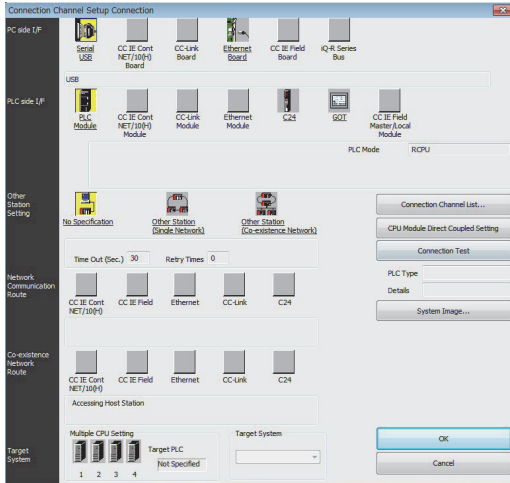 Connection Channel Setup Connection
PC side I/F
Serial
USB
CC IE Cont
NET/10(H)
Board
CC-Link
Board
Ethernet
Board
CC IE Field
Board
iQ-R Series
Bus
USB
PLC side I/F
PLC
Module
CC IE Cont
NET/10(H)
Module
CC-Link
Module
Ethernet
Module
C24
GOT
CC IE Field
Master/Local
Module
PLC Mode RCPU
Other
Station
Setting
No Specification
Other Station
(Single Network)
Other Station
(Co-existence Network)
Connection Channel List...
CPU Module Direct Coupled Setting
Time Out (Sec.) 30 Retry Times 0
Connection Test
PLC Type
Details
System Image...
Network
Communication
Route
CC IE Cont
NET/10(H)
CC IE Field
Ethernet
CC-Link
C24
Co-existence
Network
Route
CC IE Cont
NET/10(H)
CC IE Field
Ethernet
CC-Link
C24
Accessing Host Station
Target
System
Multiple CPU Setting
1 2 3 4
Target PLC
Not Specified
Target System
OK
Cancel